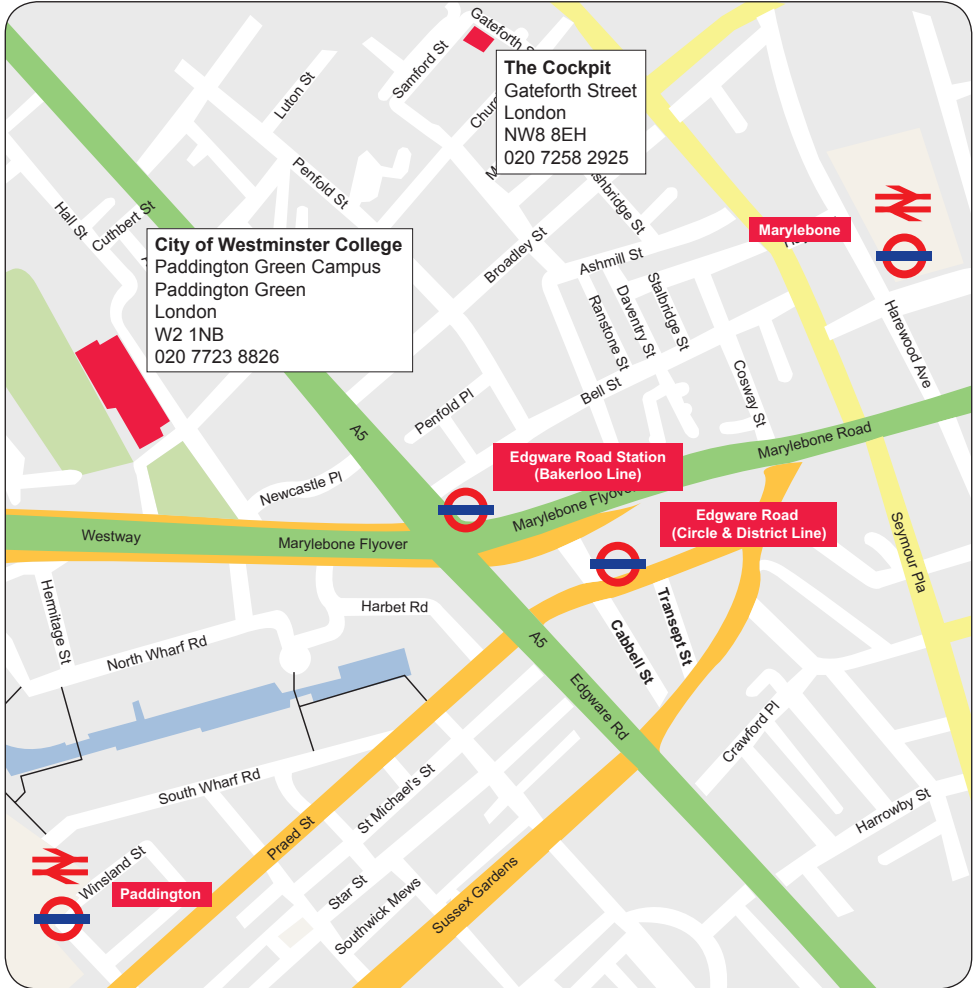 Gateforth S
Samford St
The Cockpit
Gateforth Street
London
NW8 8EH
020 7258 2925
Luton St
Penfold St
Hall St
Cuthbert St
City of Westminster College
Paddington Green Campus
Paddington Green
London
W2 1NB
020 7723 8826
Broadley St
Ashmill St
Ranstone St
Daventry St
Stalbridge St
Marylebone
Harewood Ave
Cosway St
Bell St
Penfold Pl
A5
Marylebone Road
Edgware Road Station
(Bakerloo Line)
Newcastle Pl
Marylebone Flyover
Edgware Road
(Circle & District Line)
Westway
Marylebone Flyover
Seymour Pla
Hermitage St
Harbet Rd
North Wharf Rd
A5
Cabbell St
Transept St
Edgware Rd
Crawford Pl
South Wharf Rd
St Michael's St
Harrowby St
Praed St
Winsland St
Paddington
Star St
Southwick Mews
Sussex Gardens